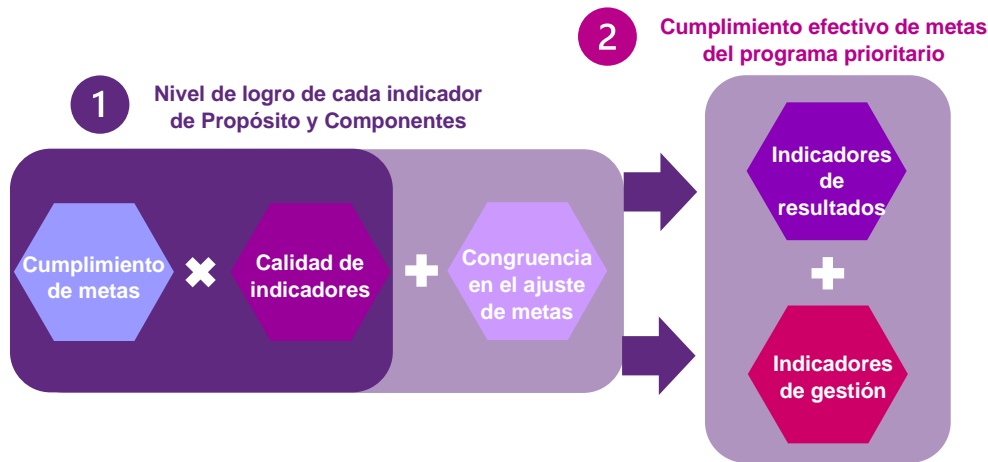 1
Nivel de logro de cada indicador
de Propósito y Componentes
Cumplimiento
de metas
×
Calidad de
indicadores
+
Congruencia
en el ajuste
de metas
2
Cumplimiento efectivo de metas
del programa prioritario
Indicadores
de
resultados
+
Indicadores
de gestión